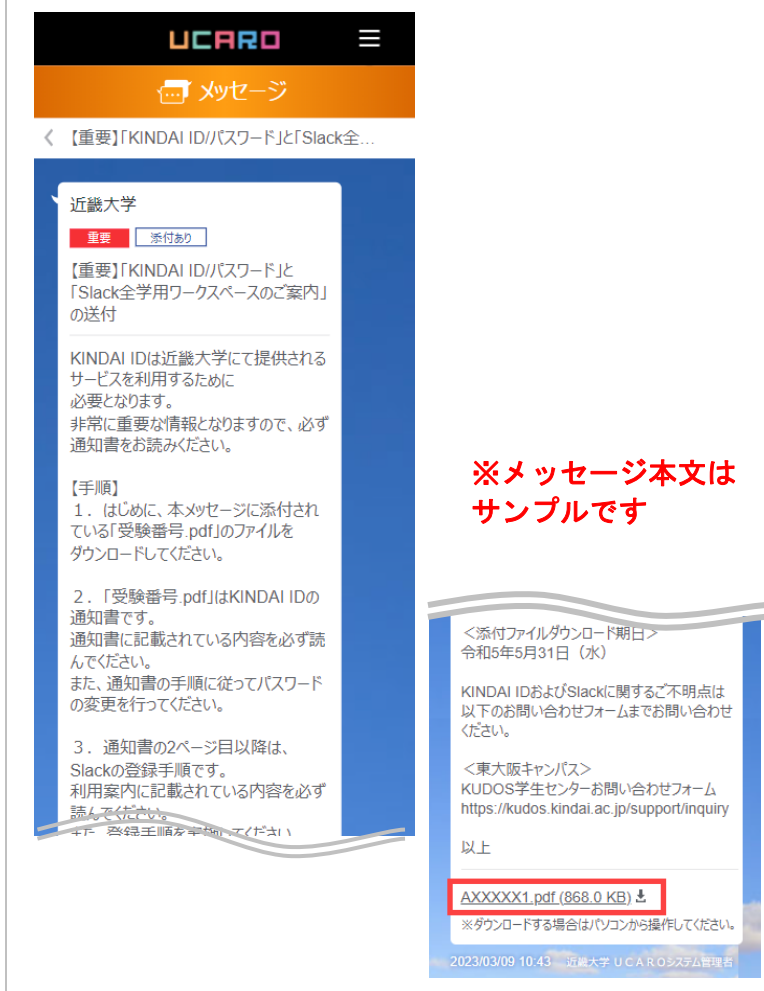 UCARO
メッセージ
【重要】「KINDAI ID/パスワード」と「Slack全…
近畿大学
重要 添付あり
【重要】「KINDAI ID/パスワード」と
「Slack全学用ワークスペースのご案内」
の送付
KINDAI IDは近畿大学にて提供される
サービスを利用するために
必要となります。
非常に重要な情報となりますので、必ず
通知書をお読みください。
【手順】
１．はじめに、本メッセージに添付され
ている「受験番号.pdf」のファイルを
ダウンロードしてください。
２．「受験番号.pdf」はKINDAI IDの
通知書です。
通知書に記載されている内容を必ず読
んでください。
また、通知書の手順に従ってパスワード
の変更を行ってください。
３．通知書の2ページ目以降は、
Slackの登録手順です。
利用案内に記載されている内容を必ず
読んでください。
また、登録手順を実施してください
※メッセージ本文は
サンプルです
＜添付ファイルダウンロード期日＞
令和5年5月31日（水）
KINDAI IDおよびSlackに関するご不明点は
以下のお問い合わせフォームまでお問い合わせ
ください。
＜東大阪キャンパス＞
KUDOS学生センターお問い合わせフォーム
https://kudos.kindai.ac.jp/support/inquiry
以上
AXXXXX1.pdf (868.0 KB)
※ダウンロードする場合はパソコンから操作してください。
2023/03/09 10:43 近畿大学 ＵＣＡＲＯシステム管理者